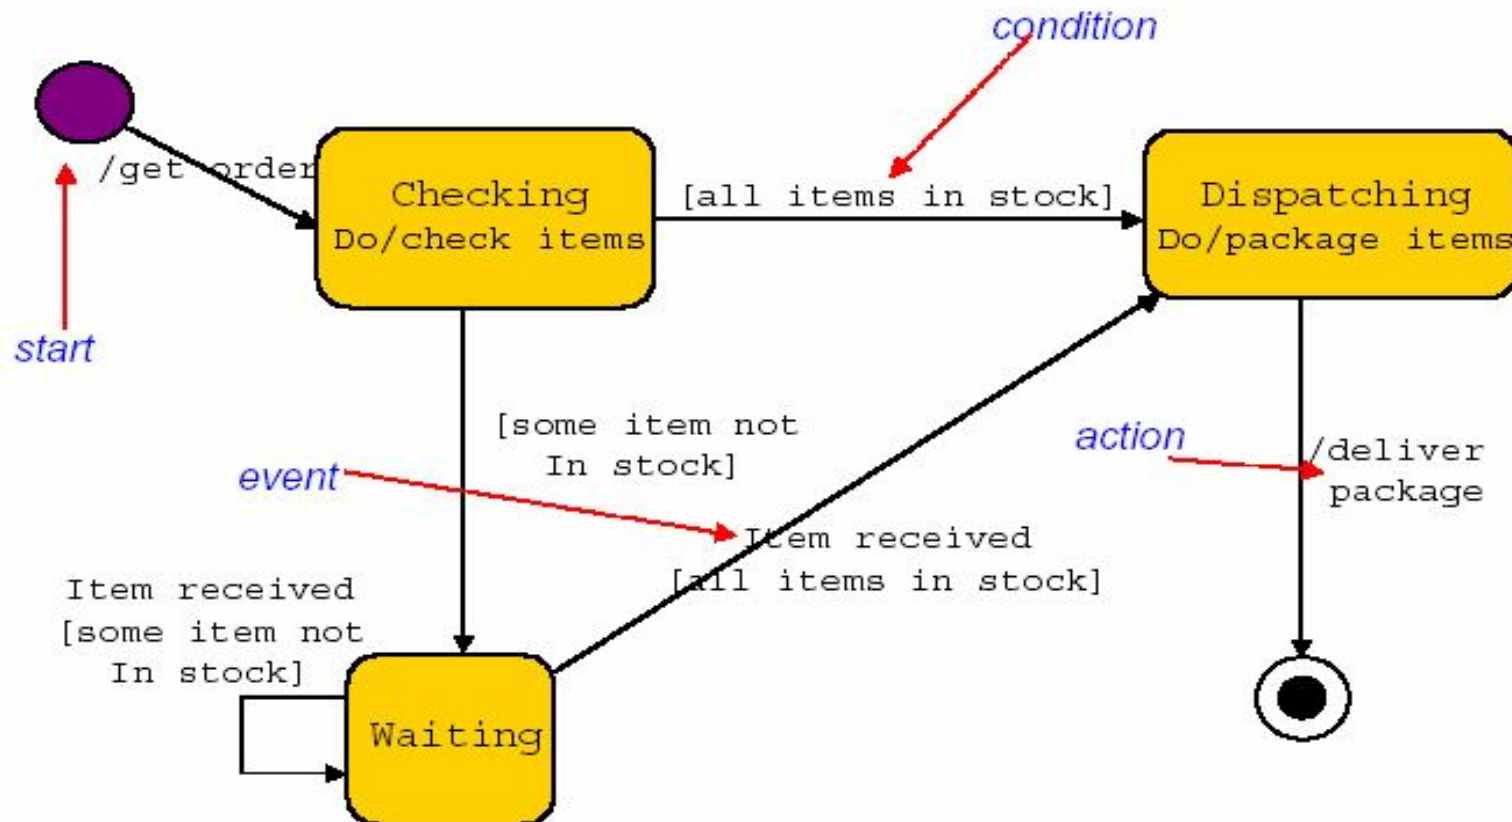 condition
/get order
Checking
Do/check items
[all items in stock]
Dispatching
Do/package items
start
[some item not
In stock]
event
action
/deliver
package
Item received
[all items in stock]
Item received
[some item not
In stock]
Waiting